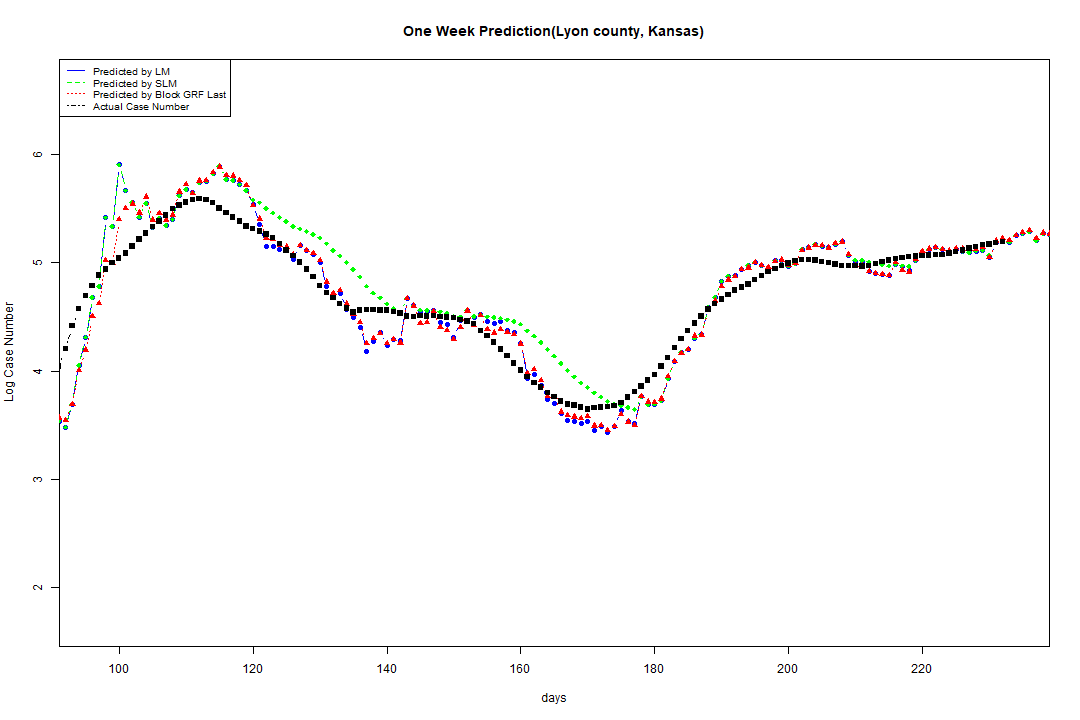 One Week Prediction(Lyon county, Kansas)
Predicted by LM
Predicted by SLM
Predicted by Block GRF Last
Actual Case Number
6
5
4
3
2
Log Case Number
100 120 140 160 180 200 220
days